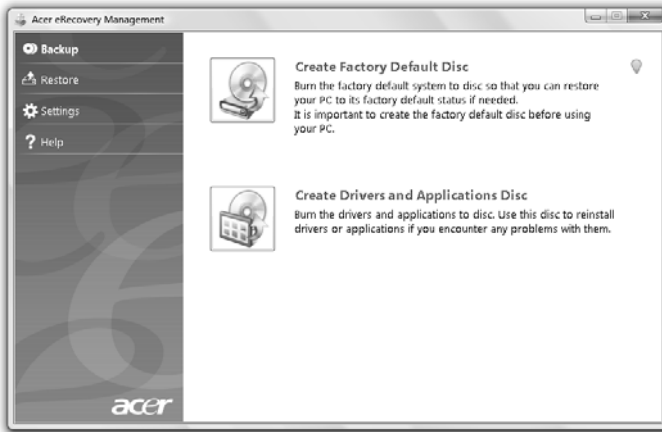 Acer eRecovery Management
Backup
Restore
Settings
Help
Create Factory Default Disc
Burn the factory default system to disc so that you can restore
your PC to its factory default status if needed.
It is important to create the factory default disc before using
your PC.
Create Drivers and Applications Disc
Burn the drivers and applications to disc. Use this disc to reinstall
drivers or applications if you encounter any problems with them.
acer